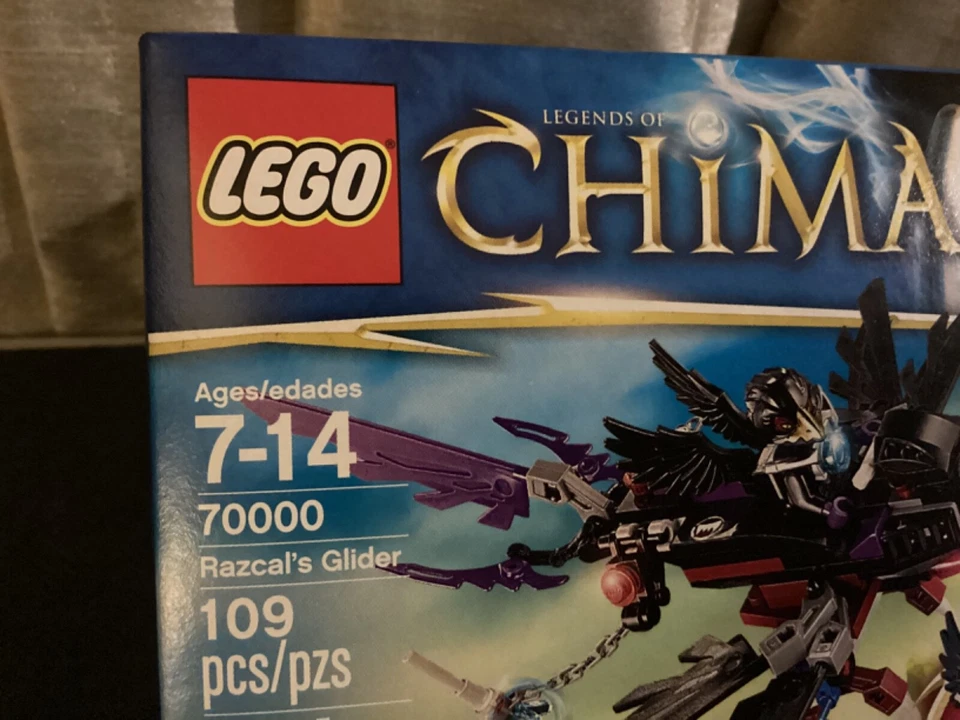 LEGO®
LEGENDS OF
CHiMA
Ages/edades
7-14
70000
Razcal's Glider
109
pcs/pzs